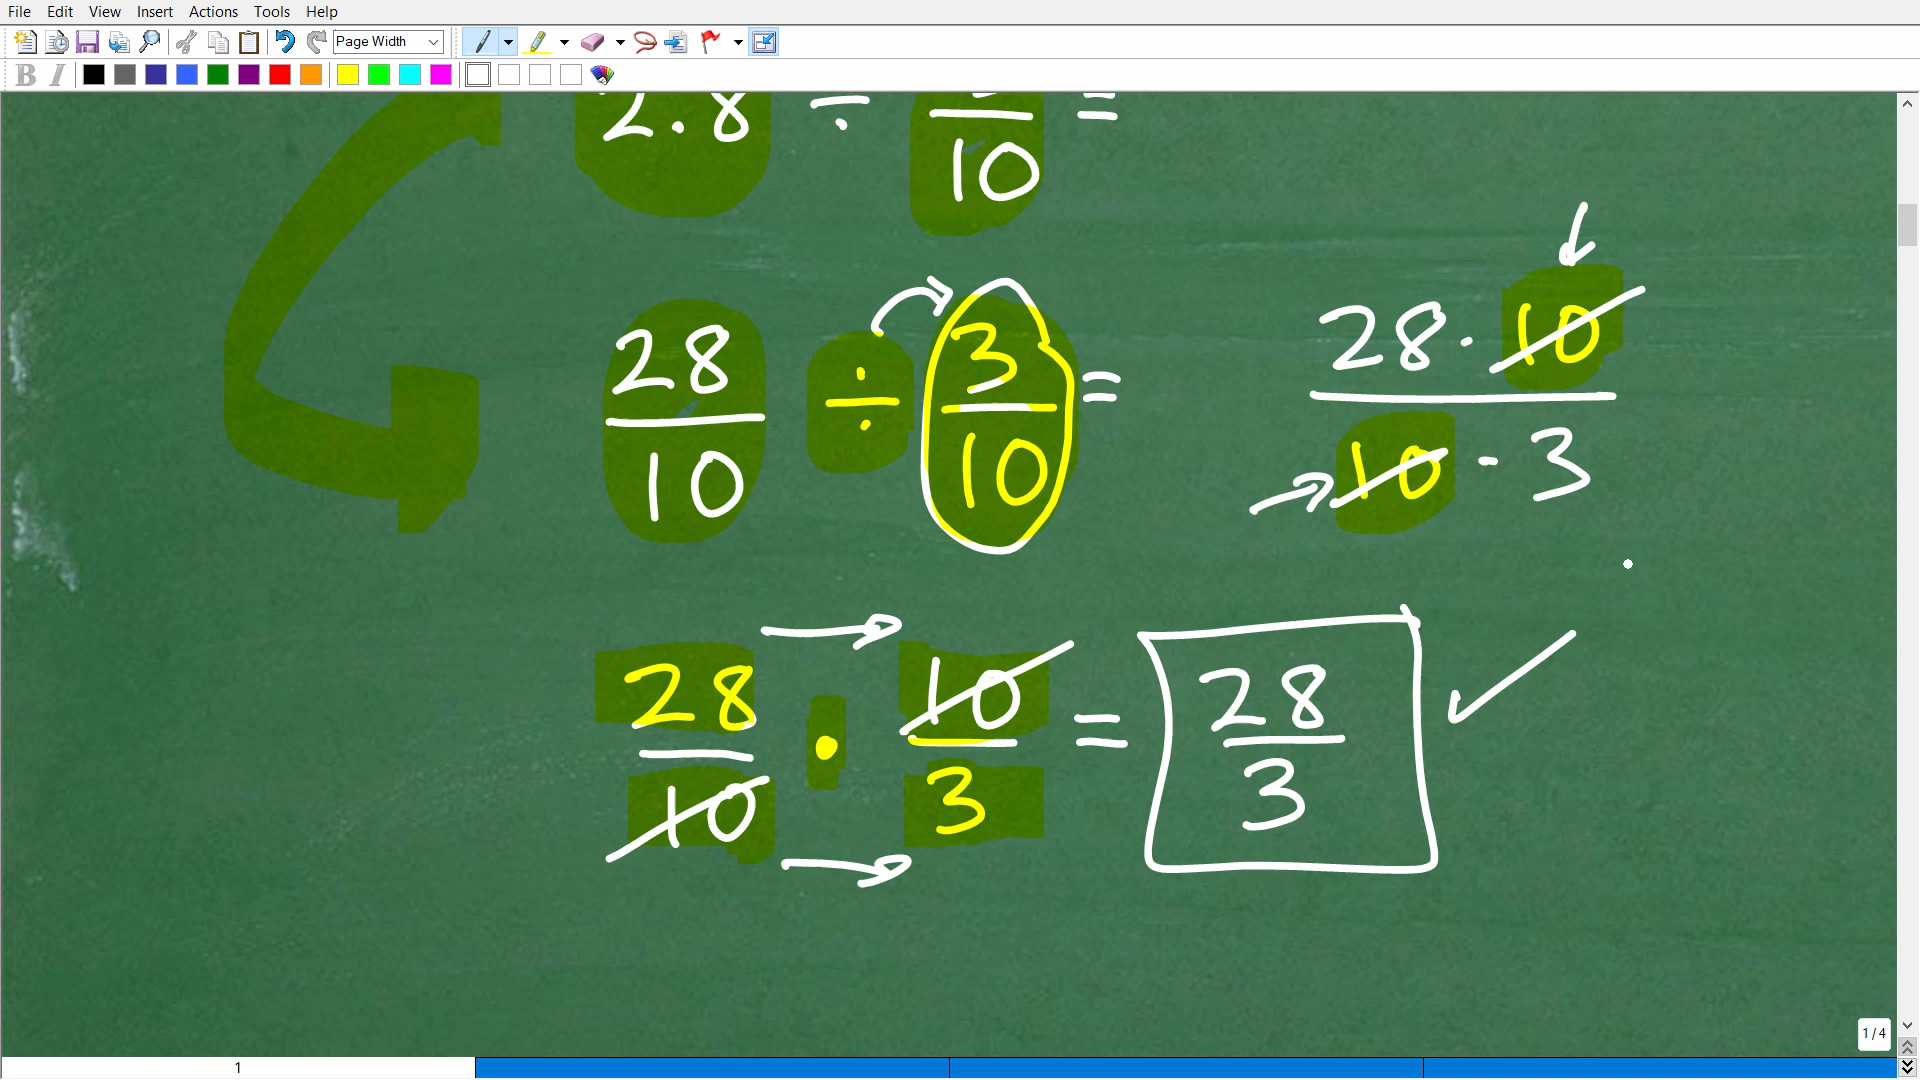 File Edit View Insert Actions Tools Help
Page Width
B I
2.8 ÷ /10 =
28/10 ÷ 3/10 =
28 · 10 / 10 · 3
28/10 · 10/3 = 28/3 ✓
1 / 4
1